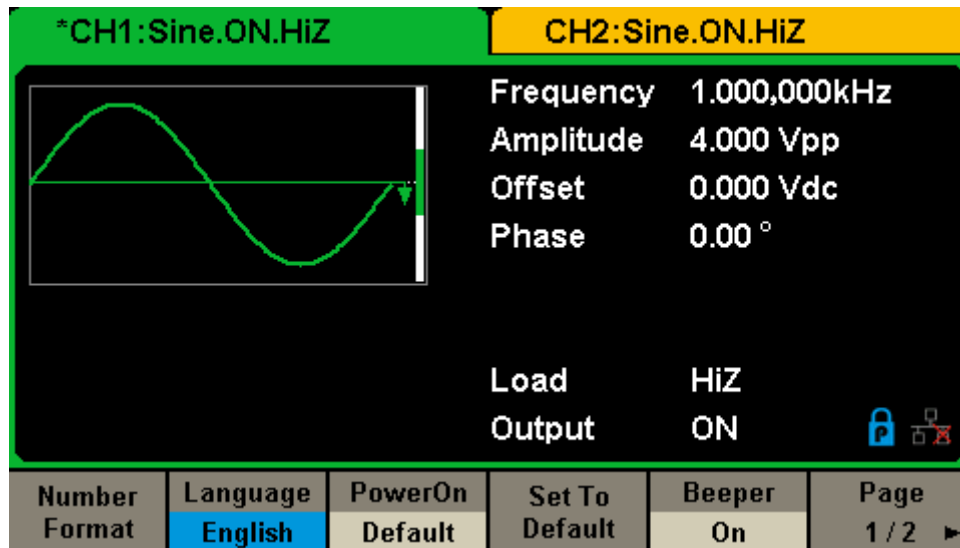 *CH1:Sine.ON.HiZ
CH2:Sine.ON.HiZ
Frequency 1.000,000kHz
Amplitude 4.000 Vpp
Offset 0.000 Vdc
Phase 0.00 °
Load HiZ
Output ON
P
Number Format
Language English
PowerOn Default
Set To Default
Beeper On
Page 1/2 ►